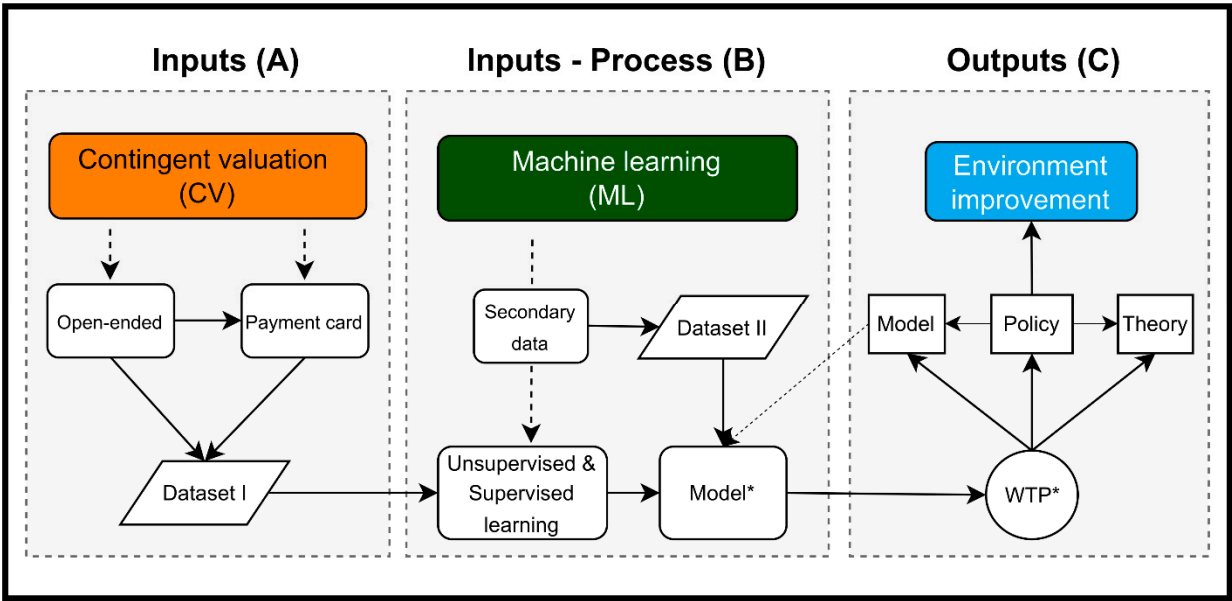 Inputs (A)
Inputs - Process (B)
Outputs (C)
Contingent valuation
(CV)
Machine learning
(ML)
Environment
improvement
Open-ended
Payment card
Secondary
data
Dataset II
Model
Policy
Theory
Dataset I
Unsupervised &
Supervised
learning
Model*
WTP*